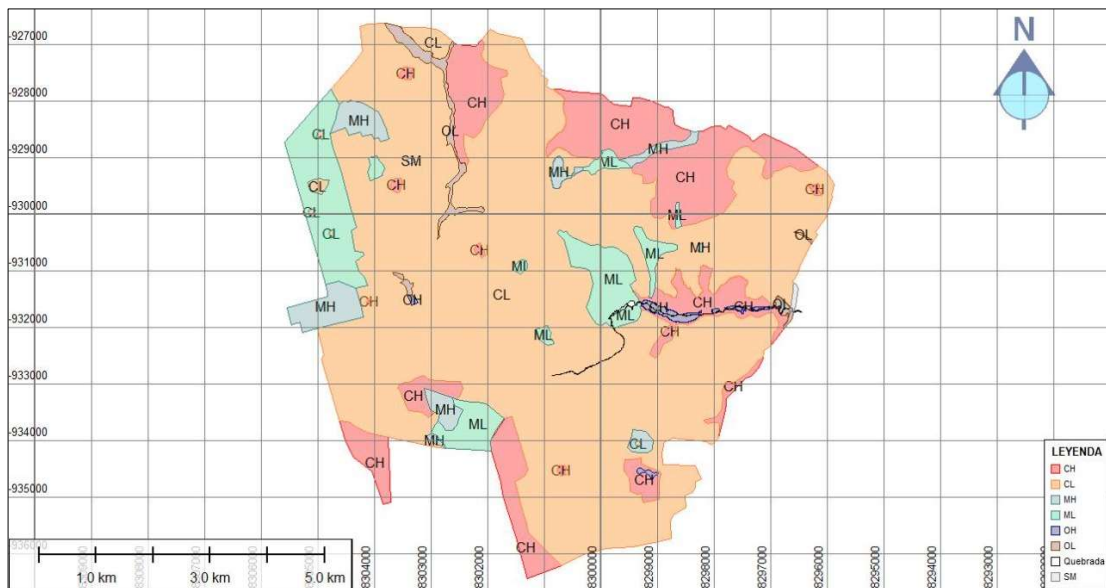 -927000
-928000
-929000
-930000
-931000
-932000
-933000
-934000
-935000
-936000
N
CL
CH
CH
OL
MH
SM
CL
CL
CL
CL
CH
CH
MH
ML
MH
CH
CH
ML
CH
OL
MH
ML
ML
CH
MH
OH
CL
ML
ML
CH
CH
CH
OL
ML
CH
CH
CH
MH
ML
MH
CH
CH
CL
CH
CH
LEYENDA
CH
CL
MH
ML
OH
OL
Quebrada
SM
1.0 km
3.0 km
5.0 km
8304000
8303000
8302000
8300000
8299000
8298000
8297000
8296000
8295000
8294000